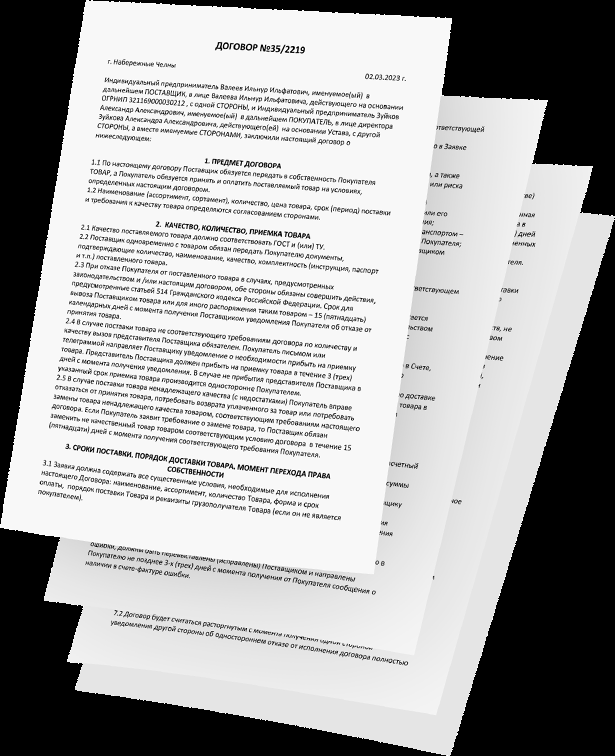 ДОГОВОР №35/2219
г. Набережные Челны
02.03.2023 г.
Индивидуальный предприниматель Валеев Ильнур Ильфатович, именуемое(ый) в
дальнейшем ПОСТАВЩИК, в лице Валеева Ильнура Ильфатовича, действующего на основании
ОГРНИП 321169000030212 , с одной СТОРОНЫ, и Индивидуальный предприниматель Зуйков
Александр Александрович, именуемое(ый) в дальнейшем ПОКУПАТЕЛЬ, в лице директора
Зуйкова Александра Александровича, действующего(ей) на основании Устава, с другой
СТОРОНЫ, а вместе именуемые СТОРОНАМИ, заключили настоящий договор о
нижеследующем:
1. ПРЕДМЕТ ДОГОВОРА
1.1 По настоящему договору Поставщик обязуется передать в собственность Покупателя
ТОВАР, а Покупатель обязуется принять и оплатить поставляемый товар на условиях,
определенных настоящим договором.
1.2 Наименование (ассортимент, сортамент), количество, цена товара, срок (период) поставки
и требования к качеству товара определяются согласованием сторонами.
2. КАЧЕСТВО, КОЛИЧЕСТВО, ПРИЕМКА ТОВАРА
2.1 Качество поставляемого товара должно соответствовать ГОСТ и (или) ТУ.
2.2 Поставщик одновременно с товаром обязан передать Покупателю документы,
подтверждающие количество, наименование, качество, комплектность (инструкция, паспорт
и т.п.) поставленного товара.
2.3 При отказе Покупателя от поставленного товара в случаях, предусмотренных
законодательством и /или настоящим договором, обе стороны обязаны совершить действия,
предусмотренные статьей 514 Гражданского кодекса Российской Федерации. Срок для
вывоза Поставщиком товара или для иного распоряжения таким товаром – 15 (пятнадцать)
календарных дней с момента получения Поставщиком уведомления Покупателя об отказе от
принятия товара.
2.4 В случае поставки товара не соответствующего требованиям договора по количеству и
качеству вызов представителя Поставщика обязателен. Покупатель письмом или
телеграммой направляет Поставщику уведомление о необходимости прибыть на приемку
товара. Представитель Поставщика должен прибыть на приемку товара в течение 3 (трех)
дней с момента получения уведомления. В случае не прибытия представителя Поставщика в
указанный срок приемка товара производится одностороннее Покупателем.
2.5 В случае поставки товара ненадлежащего качества (с недостатками) Покупатель вправе
отказаться от принятия товара, потребовать возврата уплаченного за товар или потребовать
замены товара ненадлежащего качества товаром, соответствующим требованиям настоящего
договора. Если Покупатель заявит требование о замене товара, то Поставщик обязан
заменить не качественный товар товаром соответствующим условию договора в течение 15
(пятнадцати) дней с момента получения соответствующего требования Покупателя.
3. СРОКИ ПОСТАВКИ. ПОРЯДОК ДОСТАВКИ ТОВАРА. МОМЕНТ ПЕРЕХОДА ПРАВА
СОБСТВЕННОСТИ
3.1 Заявка должна содержать все существенные условия, необходимые для исполнения
настоящего Договора: наименование, ассортимент, количество Товара, форма и срок
оплаты, порядок поставки Товара и реквизиты грузополучателя Товара (если он не является
покупателем).
ошибки, должны быть перевыставлены (исправлены) Поставщиком и направлены
Покупателю не позднее 3-х (трех) дней с момента получения от Покупателя сообщения о
наличии в счете-фактуре ошибки.
7.2 Договор будет считаться расторгнутым с момента получения одной стороной
уведомления другой стороны об одностороннем отказе от исполнения договора полностью